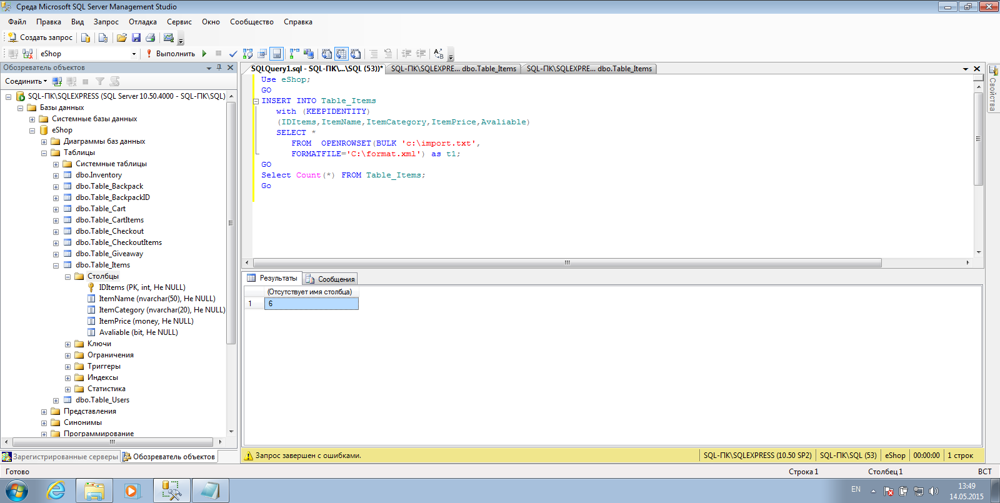 Среда Microsoft SQL Server Management Studio
Файл Правка Вид Запрос Отладка Сервис Окно Сообщество Справка
Создать запрос
eShop Выполнить
Обозреватель объектов
Соединить
SQL-ПК\SQLEXPRESS (SQL Server 10.50.4000 - SQL-ПК\SQL)
Базы данных
Системные базы данных
eShop
Диаграммы баз данных
Таблицы
Системные таблицы
dbo.Inventory
dbo.Table_Backpack
dbo.Table_BackpackID
dbo.Table_Cart
dbo.Table_CartItems
dbo.Table_Checkout
dbo.Table_CheckoutItems
dbo.Table_Giveaway
dbo.Table_Items
Столбцы
IDItems (PK, int, Не NULL)
ItemName (nvarchar(50), Не NULL)
ItemCategory (nvarchar(20), Не NULL)
ItemPrice (money, Не NULL)
Avaliable (bit, Не NULL)
Ключи
Ограничения
Триггеры
Индексы
Статистика
dbo.Table_Users
Представления
Синонимы
Программирование
Зарегистрированные серверы Обозреватель объектов
SQLQuery1.sql - SQL-ПК\...\SQL (53))* SQL-ПК\SQLEXPRE... dbo.Table_Items SQL-ПК\SQLEXPRE... dbo.Table_Items
Use eShop;
GO
INSERT INTO Table_Items
with (KEEPIDENTITY)
(IDItems,ItemName,ItemCategory,ItemPrice,Avaliable)
SELECT *
FROM OPENROWSET(BULK 'c:\import.txt',
FORMATFILE='C:\format.xml') as t1;
GO
Select Count(*) FROM Table_Items;
Go
Свойства
Результаты Сообщения
(Отсутствует имя столбца)
1 6
Запрос завершен с ошибками. SQL-ПК\SQLEXPRESS (10.50 SP2) SQL-ПК\SQL (53) eShop 00:00:00 1 строк
Готово Строка 1 Столбец 1 ВСТ
EN 13:49
14.05.2015